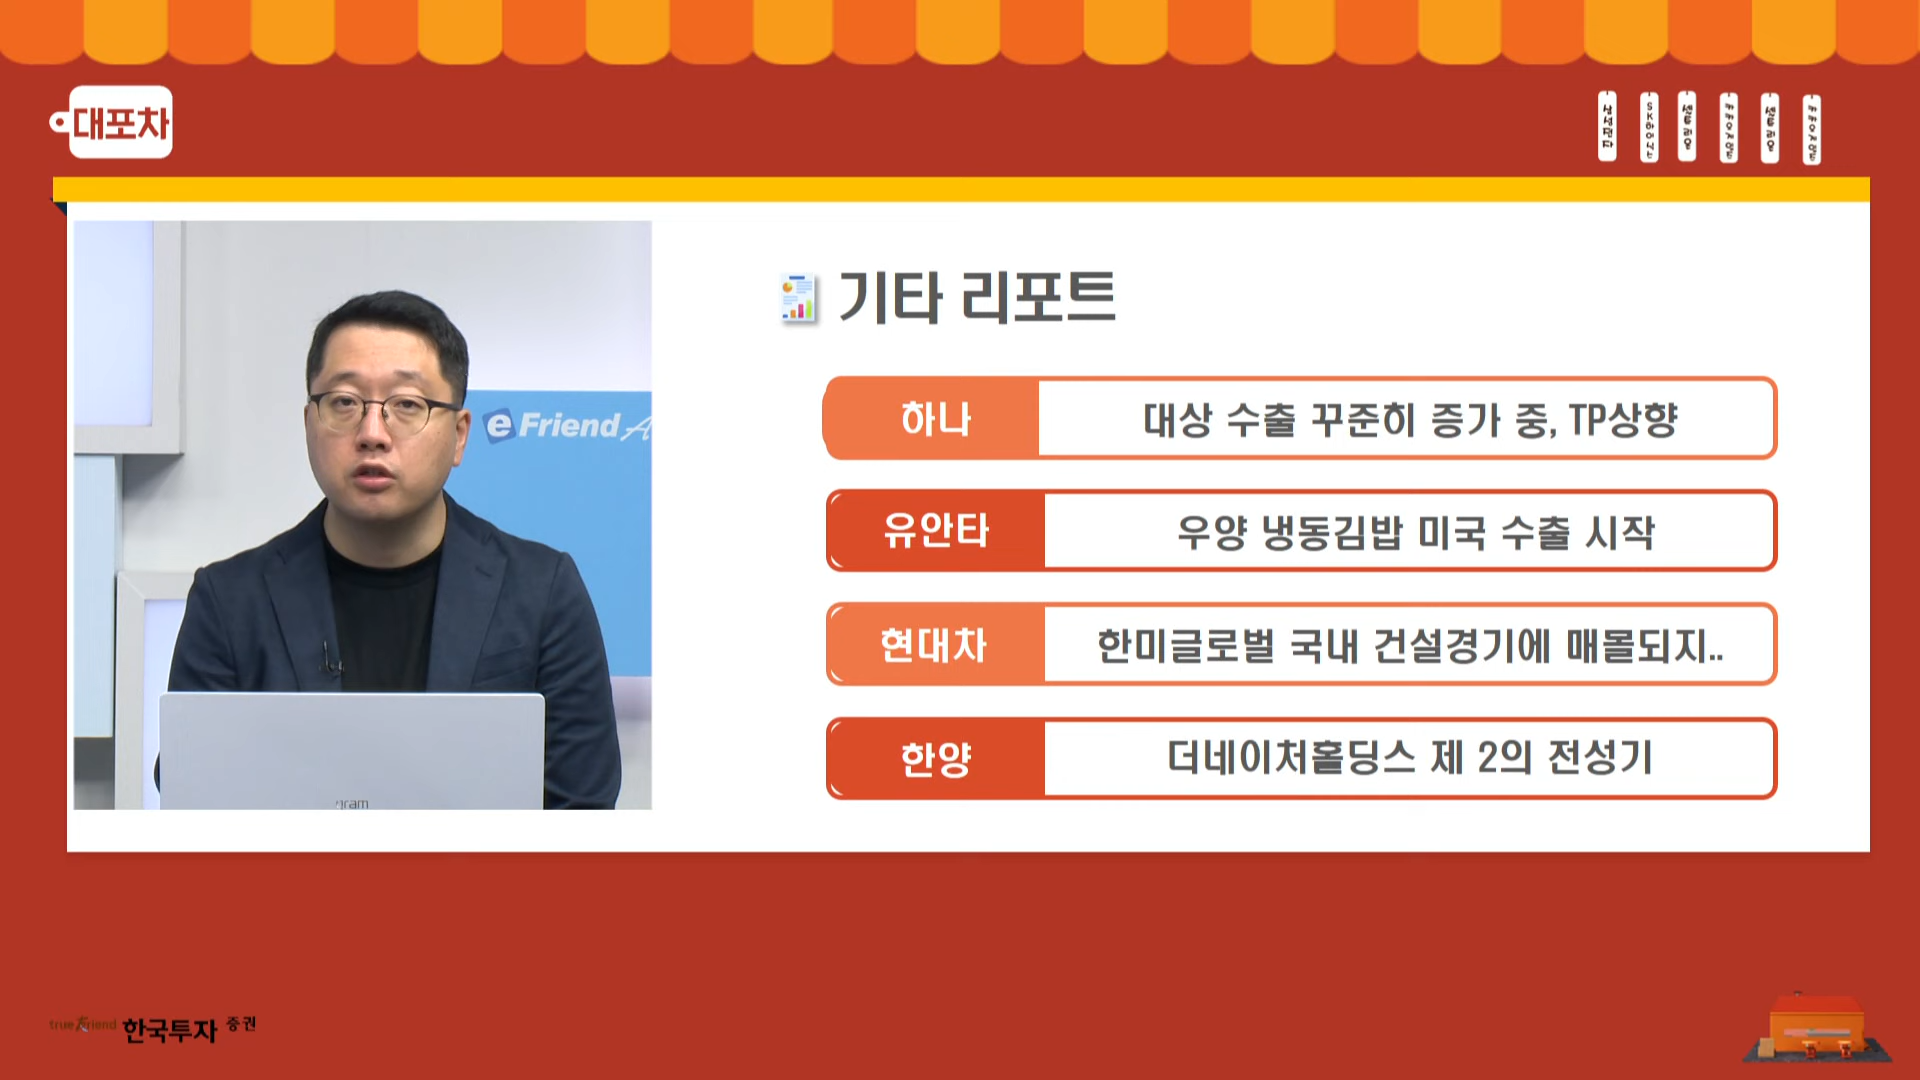 대포차
e Friend A
기타 리포트
하나
대상 수출 꾸준히 증가 중, TP상향
유안타
우양 냉동김밥 미국 수출 시작
현대차
한미글로벌 국내 건설경기에 매몰되지..
한양
더네이처홀딩스 제 2의 전성기
gram
true Friend 한국투자 증권